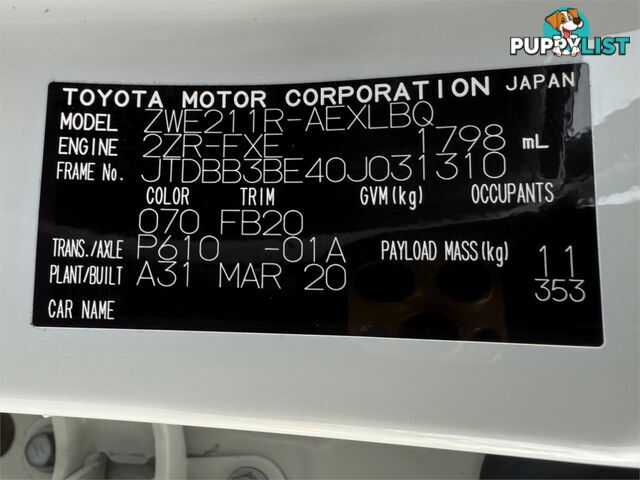 PUPPYLIST
TOYOTA MOTOR CORPORATION JAPAN
MODEL ZWE211R-AEXLBQ
ENGINE 2ZR-FXE 1798 mL
FRAME No. JTDBB3BE40J031310
COLOR TRIM GVM(kg) OCCUPANTS
070 FB20
TRANS./AXLE P610 -01A PAYLOAD MASS(kg) 11
PLANT/BUILT A31 MAR 20 353
CAR NAME